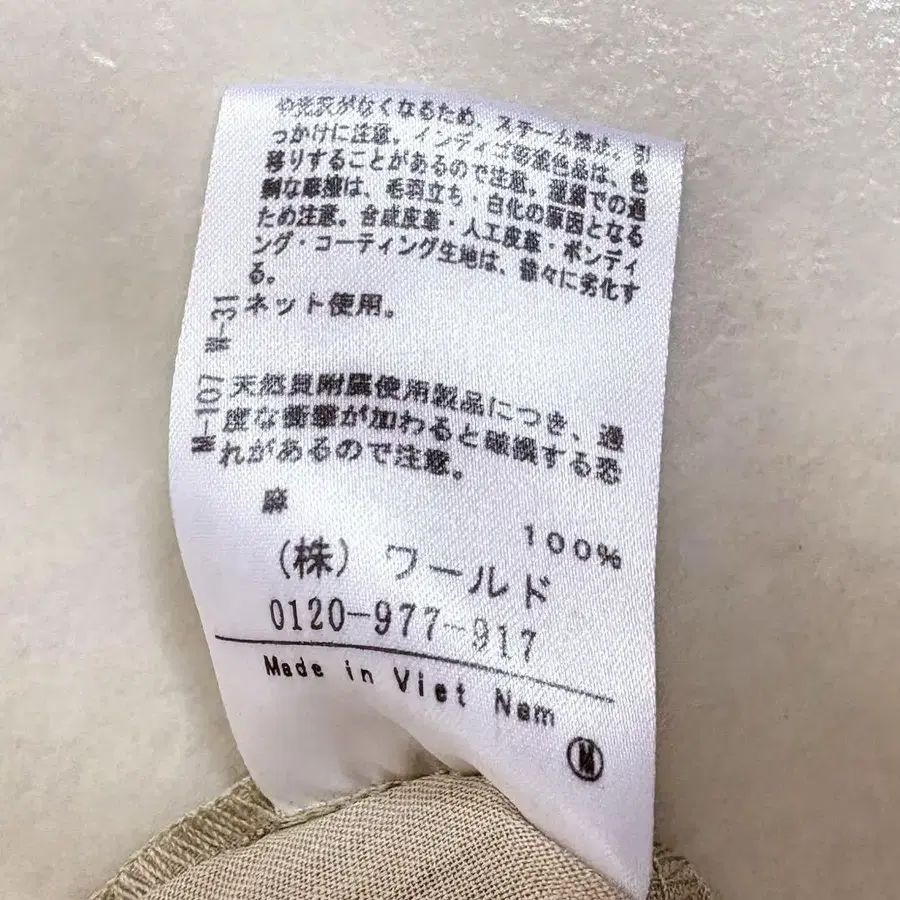 や光沢がなくなるため、スチーム禁止。引
っかけに注意。インディゴ等濃色品は、色
移りすることがあるので注意。湿潤での過
剰な摩擦は、毛羽立ち・白化の原因となる
ため注意。合成皮革・人工皮革・ボンディ
ング・コーティング生地は、徐々に劣化す
る。
ネット使用。
W-31
天然貝附属使用製品につき、過
度な衝撃が加わると破損する恐
れがあるので注意。
M-107
麻
100%
(株) ワールド
0120-977-917
Made in Viet Nam
M